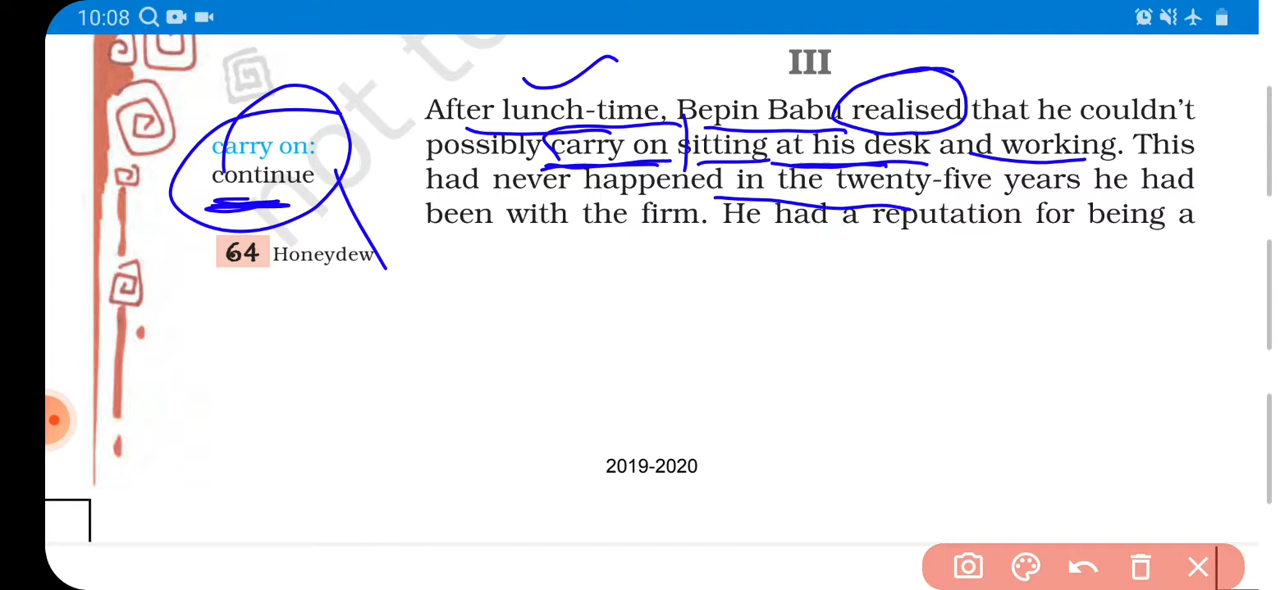 10:08
not to
III
After lunch-time, Bepin Babu realised that he couldn't
possibly carry on sitting at his desk and working. This
had never happened in the twenty-five years he had
been with the firm. He had a reputation for being a
carry on:
continue
64 Honeydew
2019-2020